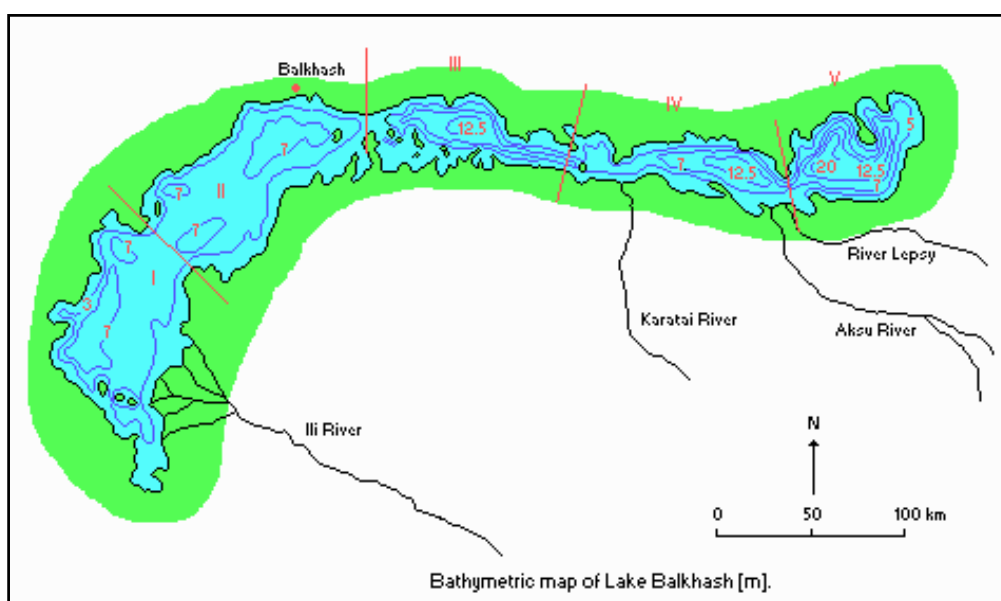 Balkhash
III
V
IV
12.5
5
7
7
12.5
20
12.5
7
7
II
7
7
I
3
7
River Lepsy
Karatai River
Aksu River
Ili River
N
0 50 100 km
Bathymetric map of Lake Balkhash [m].